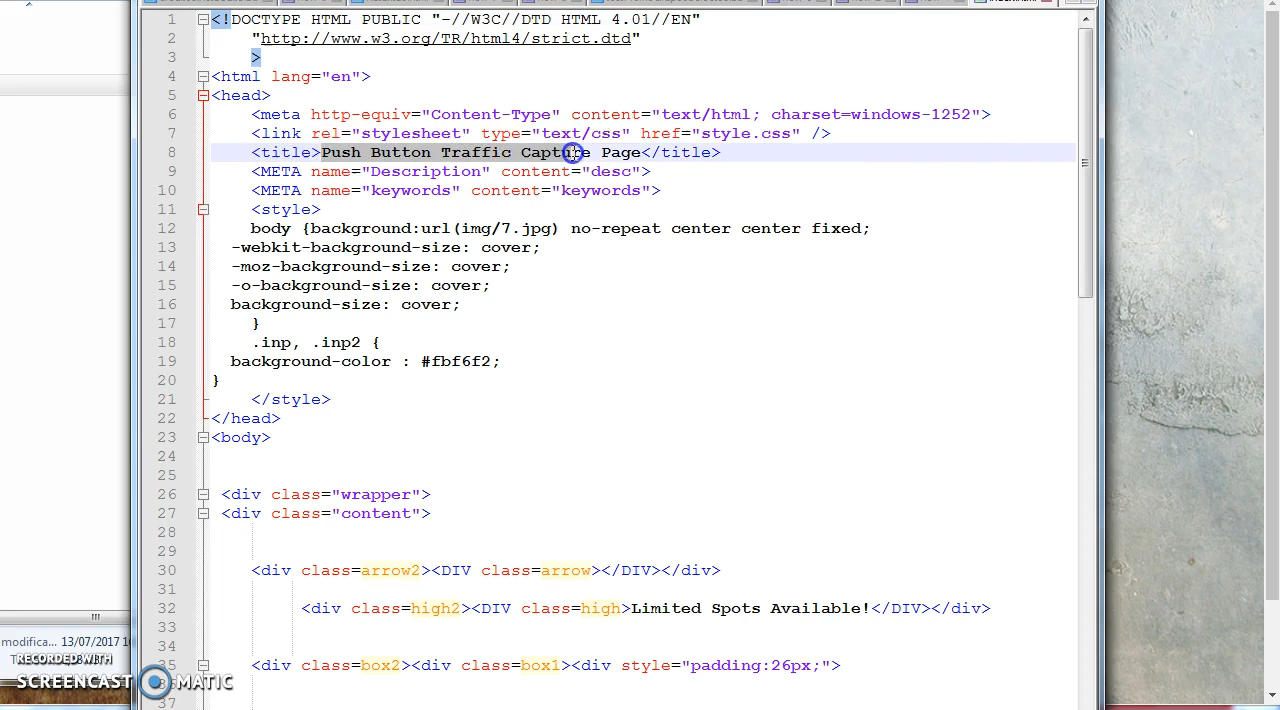 1 <!DOCTYPE HTML PUBLIC "-//W3C//DTD HTML 4.01//EN"
2 "http://www.w3.org/TR/html4/strict.dtd"
3 >
4 <html lang="en">
5 <head>
6 <meta http-equiv="Content-Type" content="text/html; charset=windows-1252">
7 <link rel="stylesheet" type="text/css" href="style.css" />
8 <title>Push Button Traffic Capture Page</title>
9 <META name="Description" content="desc">
10 <META name="keywords" content="keywords">
11 <style>
12 body {background:url(img/7.jpg) no-repeat center center fixed;
13 -webkit-background-size: cover;
14 -moz-background-size: cover;
15 -o-background-size: cover;
16 background-size: cover;
17 }
18 .inp, .inp2 {
19 background-color : #fbf6f2;
20 }
21 </style>
22 </head>
23 <body>
24
25
26 <div class="wrapper">
27 <div class="content">
28
29
30 <div class=arrow2><DIV class=arrow></DIV></div>
31
32 <div class=high2><DIV class=high>Limited Spots Available!</DIV></div>
33
34
35 <div class=box2><div class=box1><div style="padding:26px;">
37
modifica... 13/07/2017
RECORDED WITH
SCREENCAST MATIC